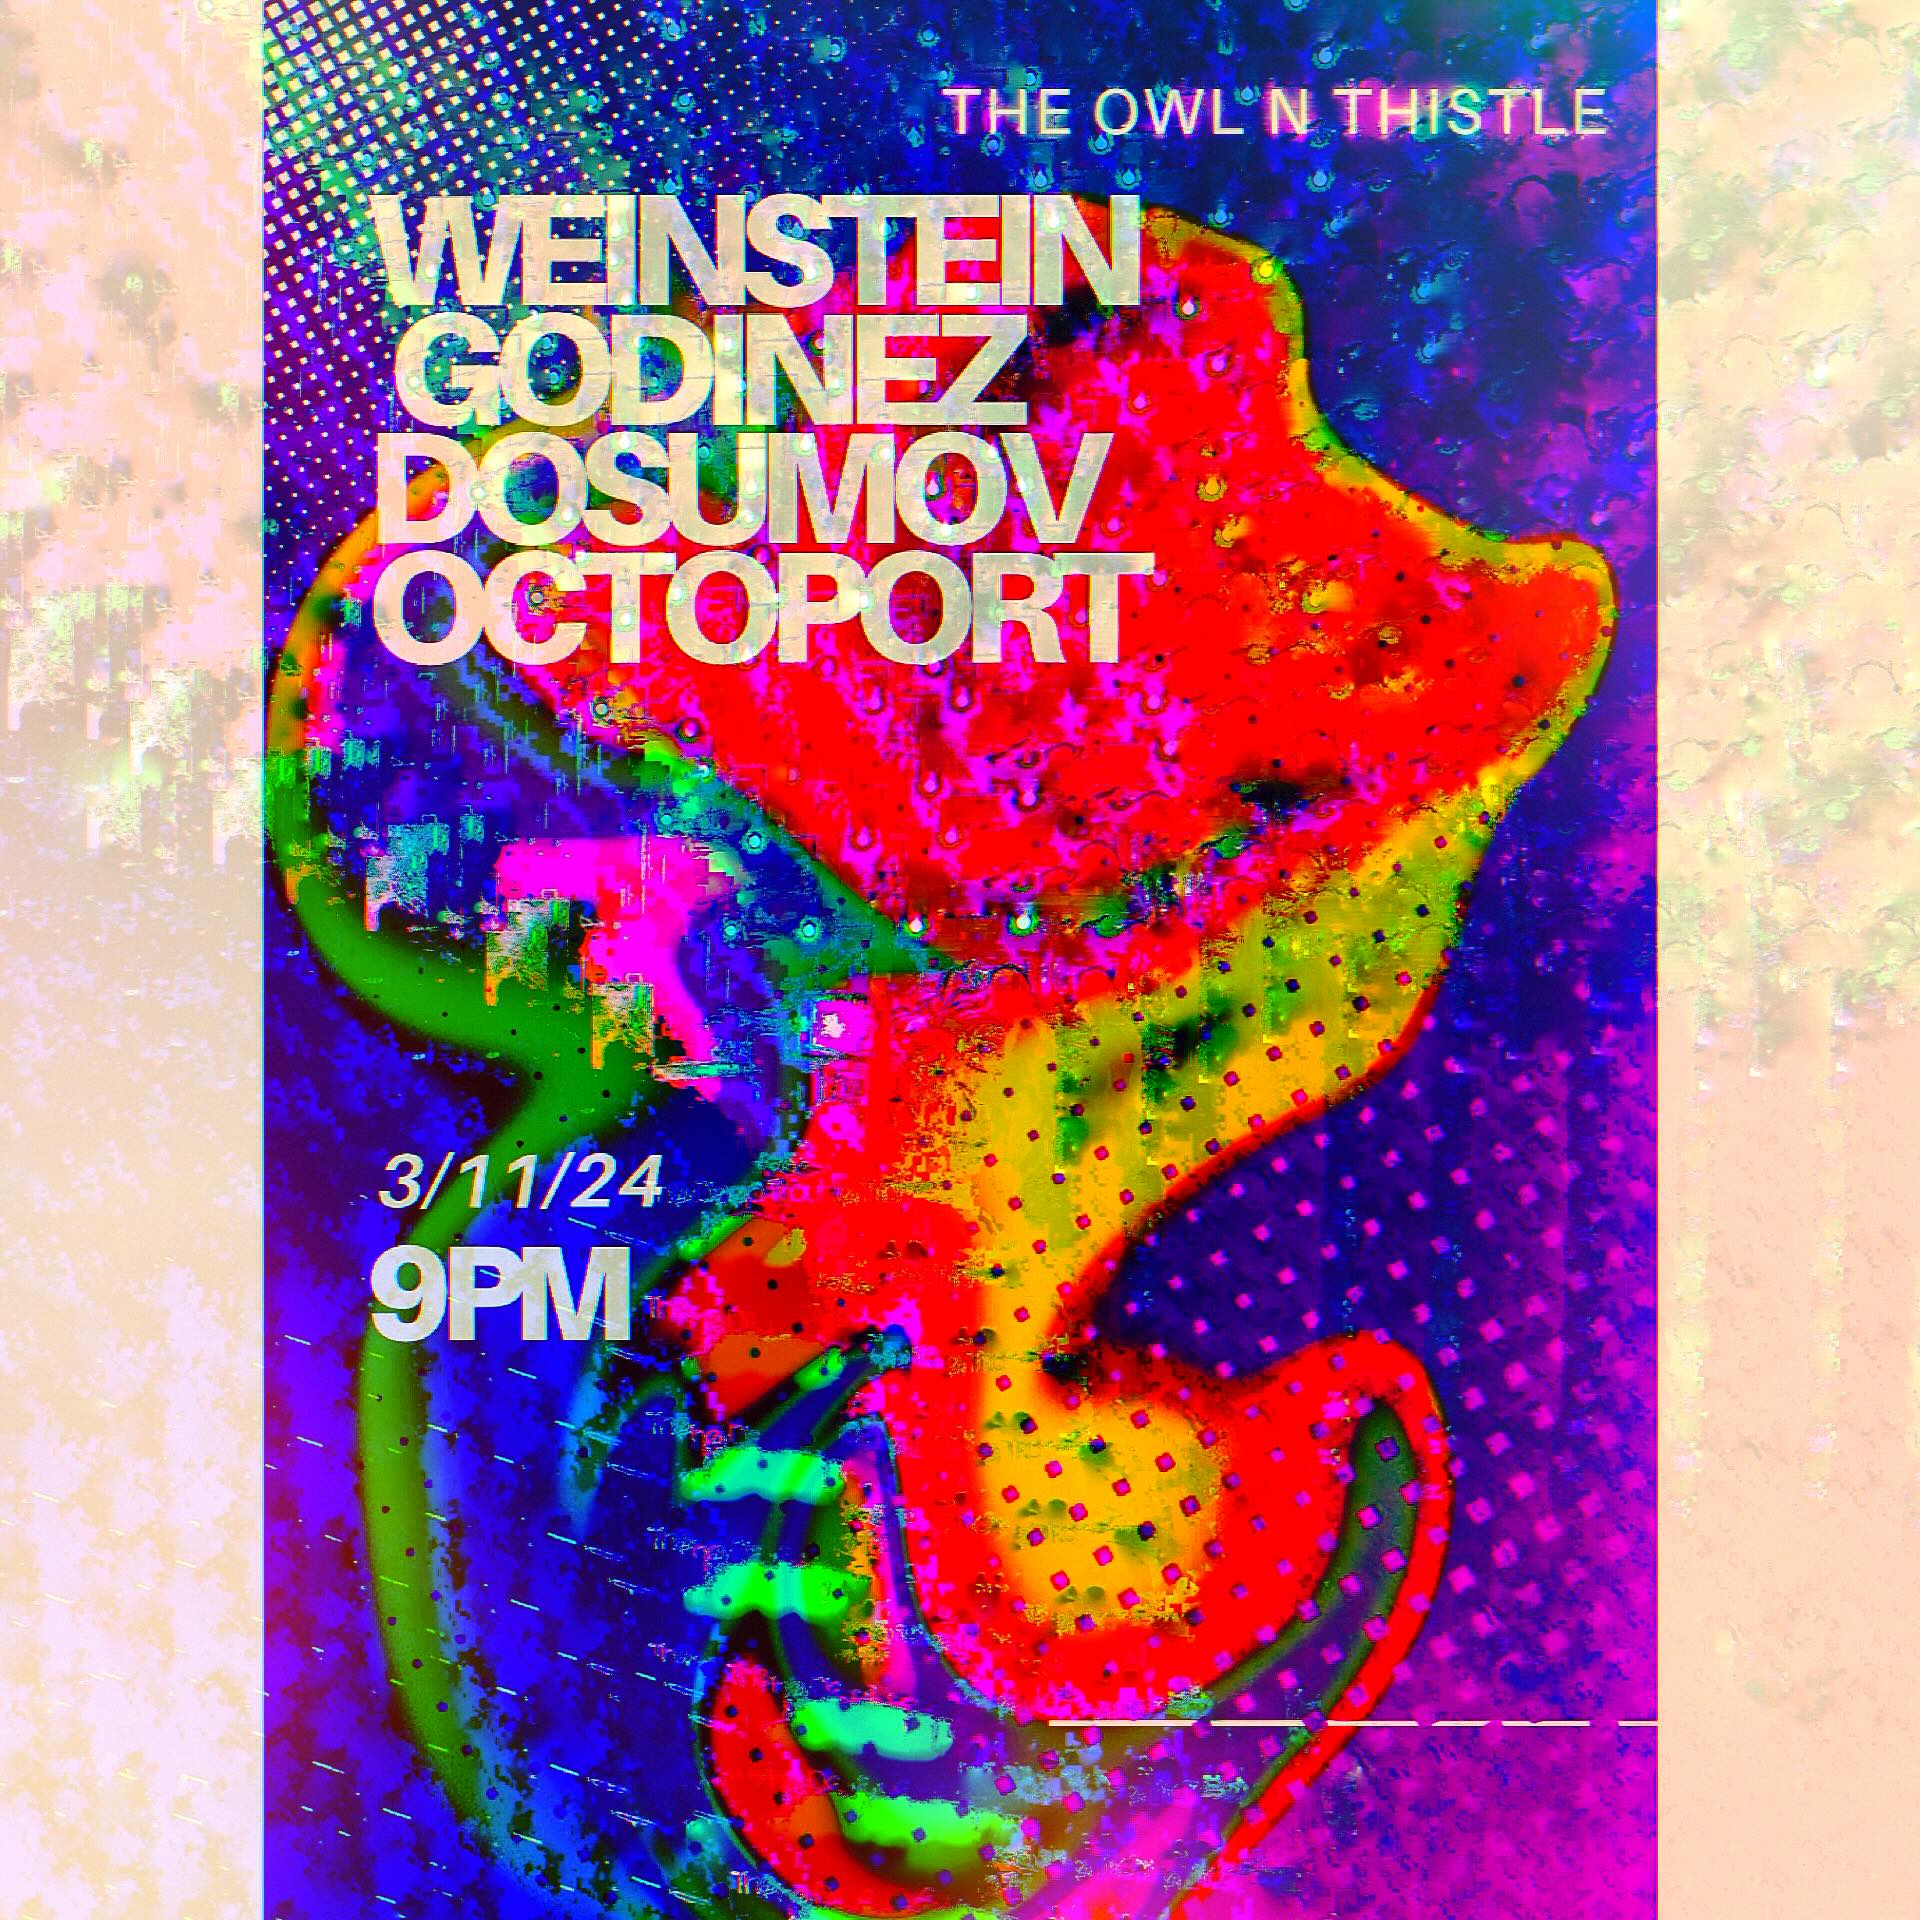 THE OWL N THISTLE
WEINSTEIN
GODINEZ
DOSUMOV
OCTOPORT
3/11/24
9PM